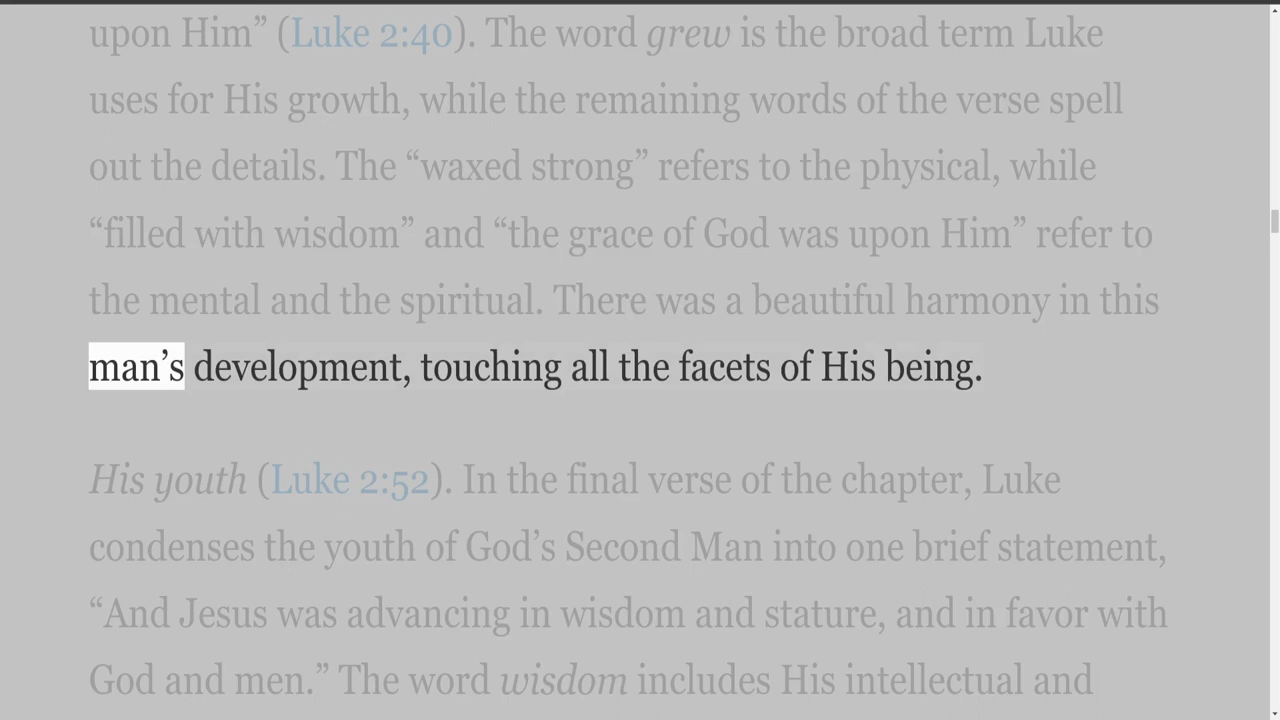 upon Him” (Luke 2:40). The word grew is the broad term Luke
uses for His growth, while the remaining words of the verse spell
out the details. The “waxed strong” refers to the physical, while
“filled with wisdom” and “the grace of God was upon Him” refer to
the mental and the spiritual. There was a beautiful harmony in this
man’s development, touching all the facets of His being.
His youth (Luke 2:52). In the final verse of the chapter, Luke
condenses the youth of God’s Second Man into one brief statement,
“And Jesus was advancing in wisdom and stature, and in favor with
God and men.” The word wisdom includes His intellectual and